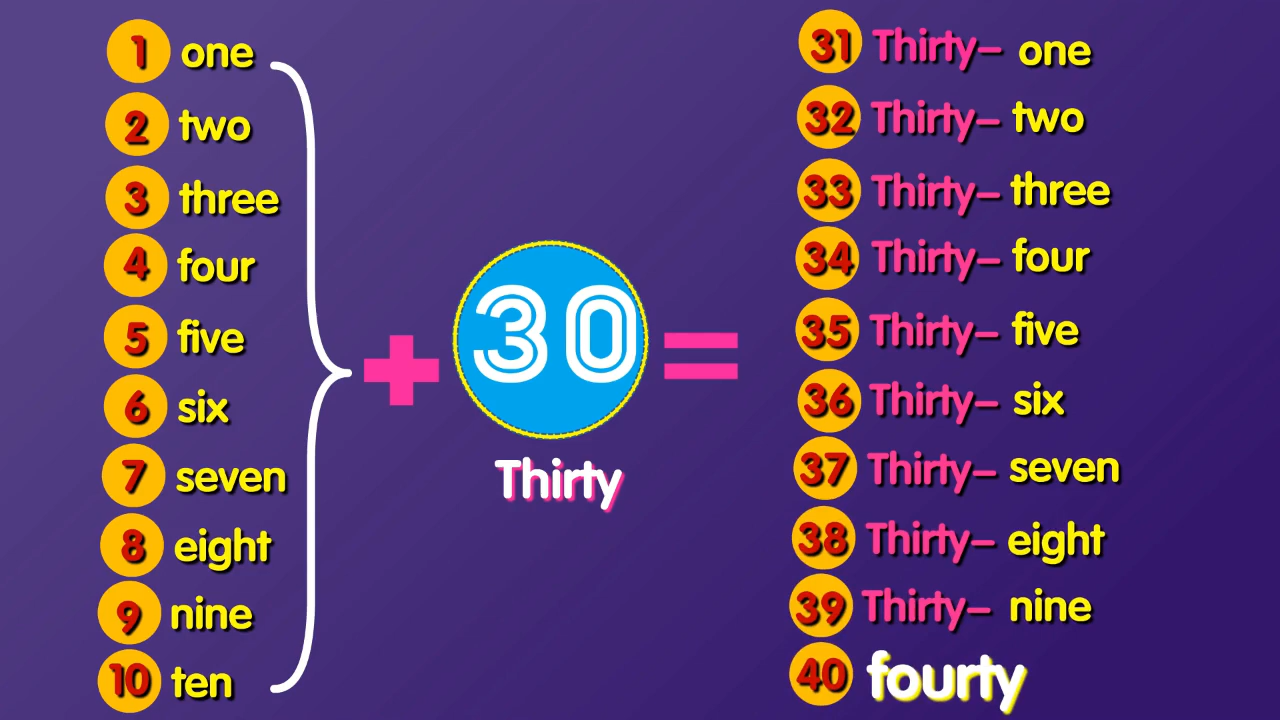 1 one
2 two
3 three
4 four
5 five
6 six
7 seven
8 eight
9 nine
10 ten
+ 30 =
Thirty
31 Thirty- one
32 Thirty- two
33 Thirty- three
34 Thirty- four
35 Thirty- five
36 Thirty- six
37 Thirty- seven
38 Thirty- eight
39 Thirty- nine
40 fourty